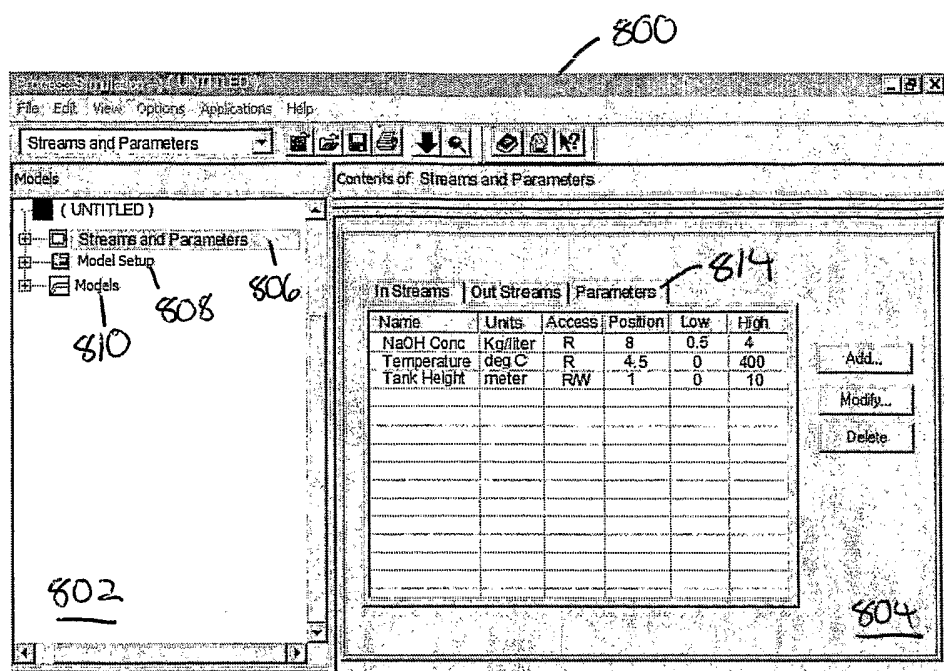 800
Process Simulator - ( UNTITLED )
File Edit View Options Applications Help
Streams and Parameters
Models
Contents of Streams and Parameters
( UNTITLED )
Streams and Parameters
Model Setup
Models
806
808
810
814
In Streams Out Streams Parameters
Name Units Access Position Low High
NaOH Conc Kg/liter R 8 0.5 4
Temperature deg C R 4.5 0 400
Tank Height meter R/W 1 0 10
Add...
Modify...
Delete
802
804